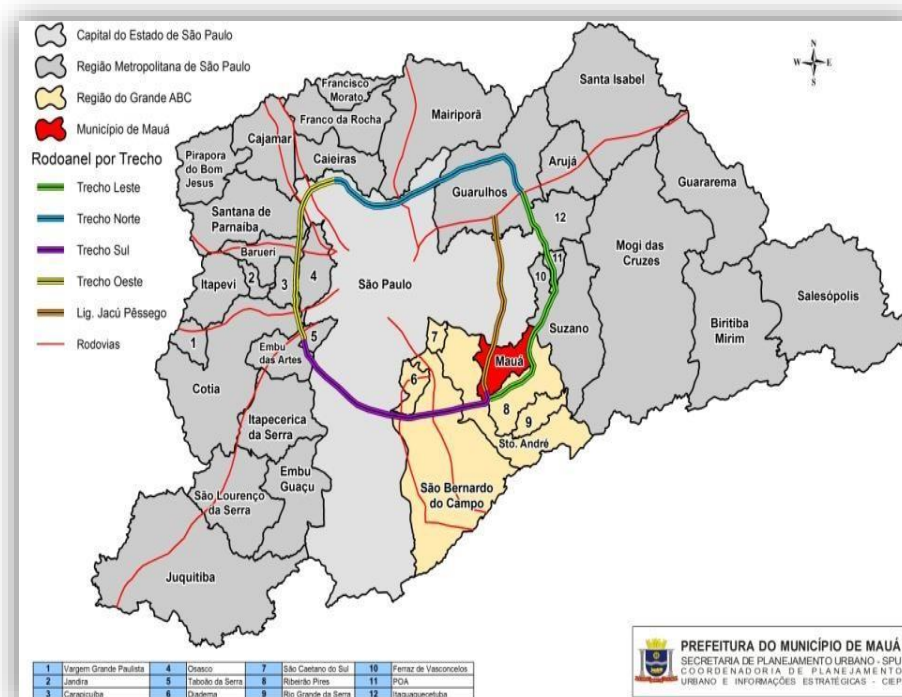 Capital do Estado de São Paulo
Região Metropolitana de São Paulo
Região do Grande ABC
Município de Mauá
Rodoanel por Trecho
Trecho Leste
Trecho Norte
Trecho Sul
Trecho Oeste
Lig. Jacú Pêssego
Rodovias
N
W
E
S
Santa Isabel
Francisco
Morato
Mairiporã
Franco da Rocha
Cajamar
Caieiras
Pirapora
do Bom
Jesus
Arujá
Guarulhos
Guararema
Santana de
Parnaíba
12
Mogi das
Cruzes
Barueri
11
Itapevi
2
3
4
10
São Paulo
Salesópolis
Suzano
Biritiba
Mirim
1
5
7
Embu
das Artes
Mauá
Cotia
6
8
Itapecerica
da Serra
9
Sto. André
Embu
Guaçu
São Bernardo
do Campo
São Lourenço
da Serra
Juquitiba
1 Vargem Grande Paulista 4 Osasco 7 São Caetano do Sul 10 Ferraz de Vasconcelos
2 Jandira 5 Taboão da Serra 8 Ribeirão Pires 11 POA
3 Carapicuíba 6 Diadema 9 Rio Grande da Serra 12 Itaquaquecetuba
PREFEITURA DO MUNICÍPIO DE MAUÁ
SECRETARIA DE PLANEJAMENTO URBANO - SPU
COORDENADORIA DE PLANEJAMENTO
URBANO E INFORMAÇÕES ESTRATÉGICAS - CIEP